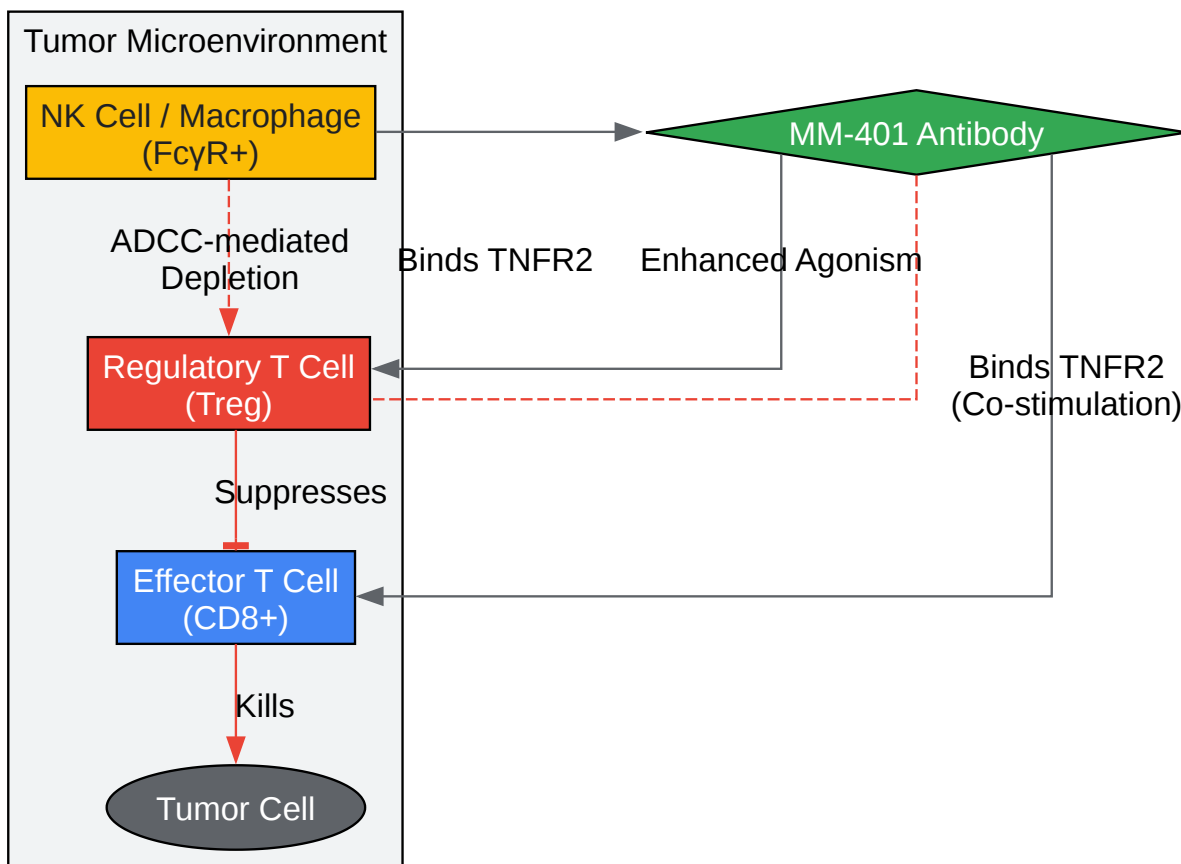 Tumor Microenvironment
NK Cell / Macrophage
(FcγR+)
MM-401 Antibody
ADCC-mediated
Depletion
Binds TNFR2
Enhanced Agonism
Regulatory T Cell
(Treg)
Binds TNFR2
(Co-stimulation)
Suppresses
Effector T Cell
(CD8+)
Kills
Tumor Cell